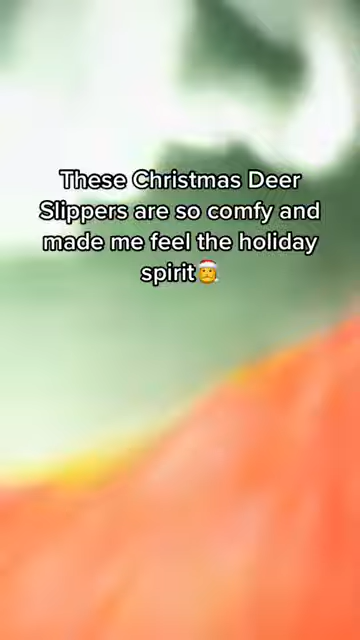 These Christmas Deer
Slippers are so comfy and
made me feel the holiday
spirit🎅